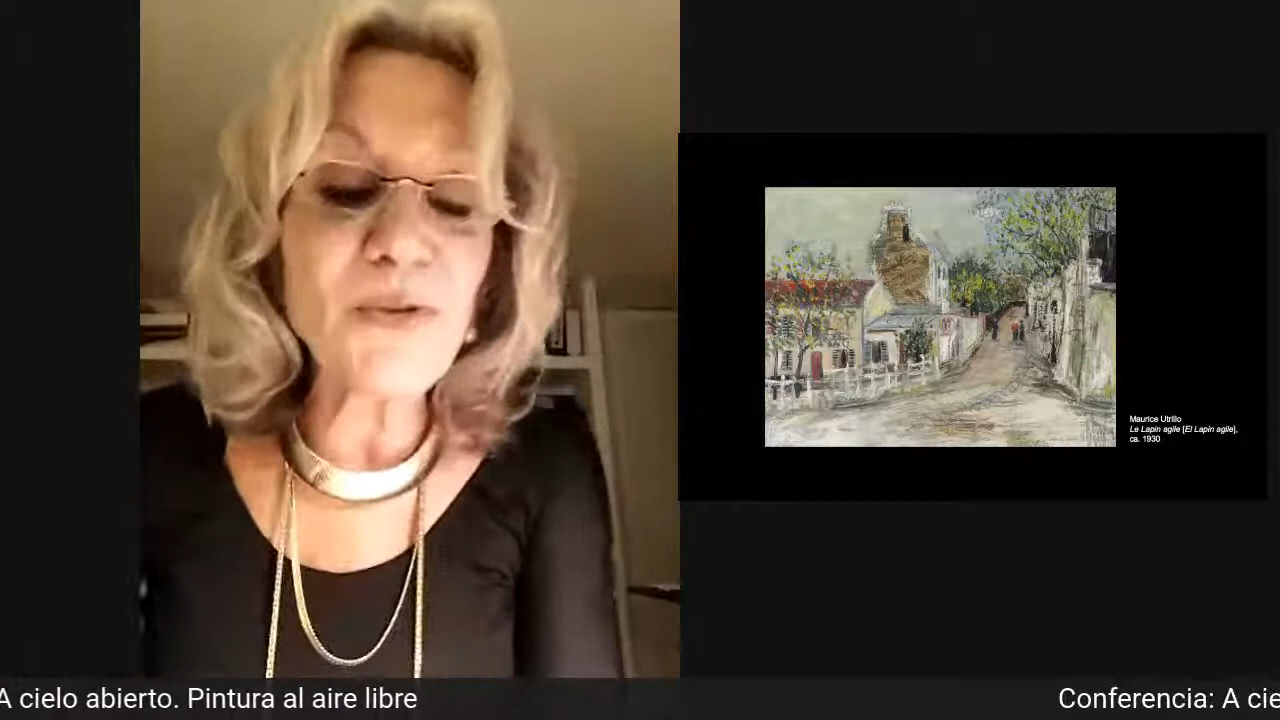 Maurice Utrillo
Le Lapin agile [El Lapin agile],
ca. 1930
A cielo abierto. Pintura al aire libre
Conferencia: A cie